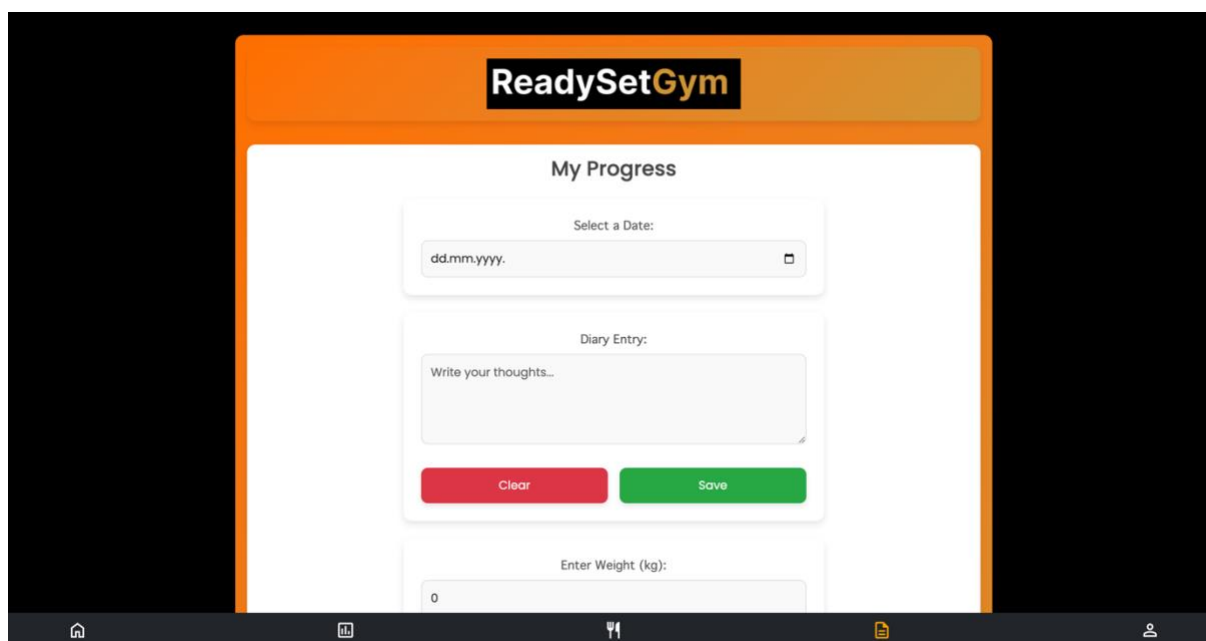 ReadySetGym
My Progress
Select a Date:
dd.mm.yyyy.
Diary Entry:
Write your thoughts...
Clear Save
Enter Weight (kg):
0